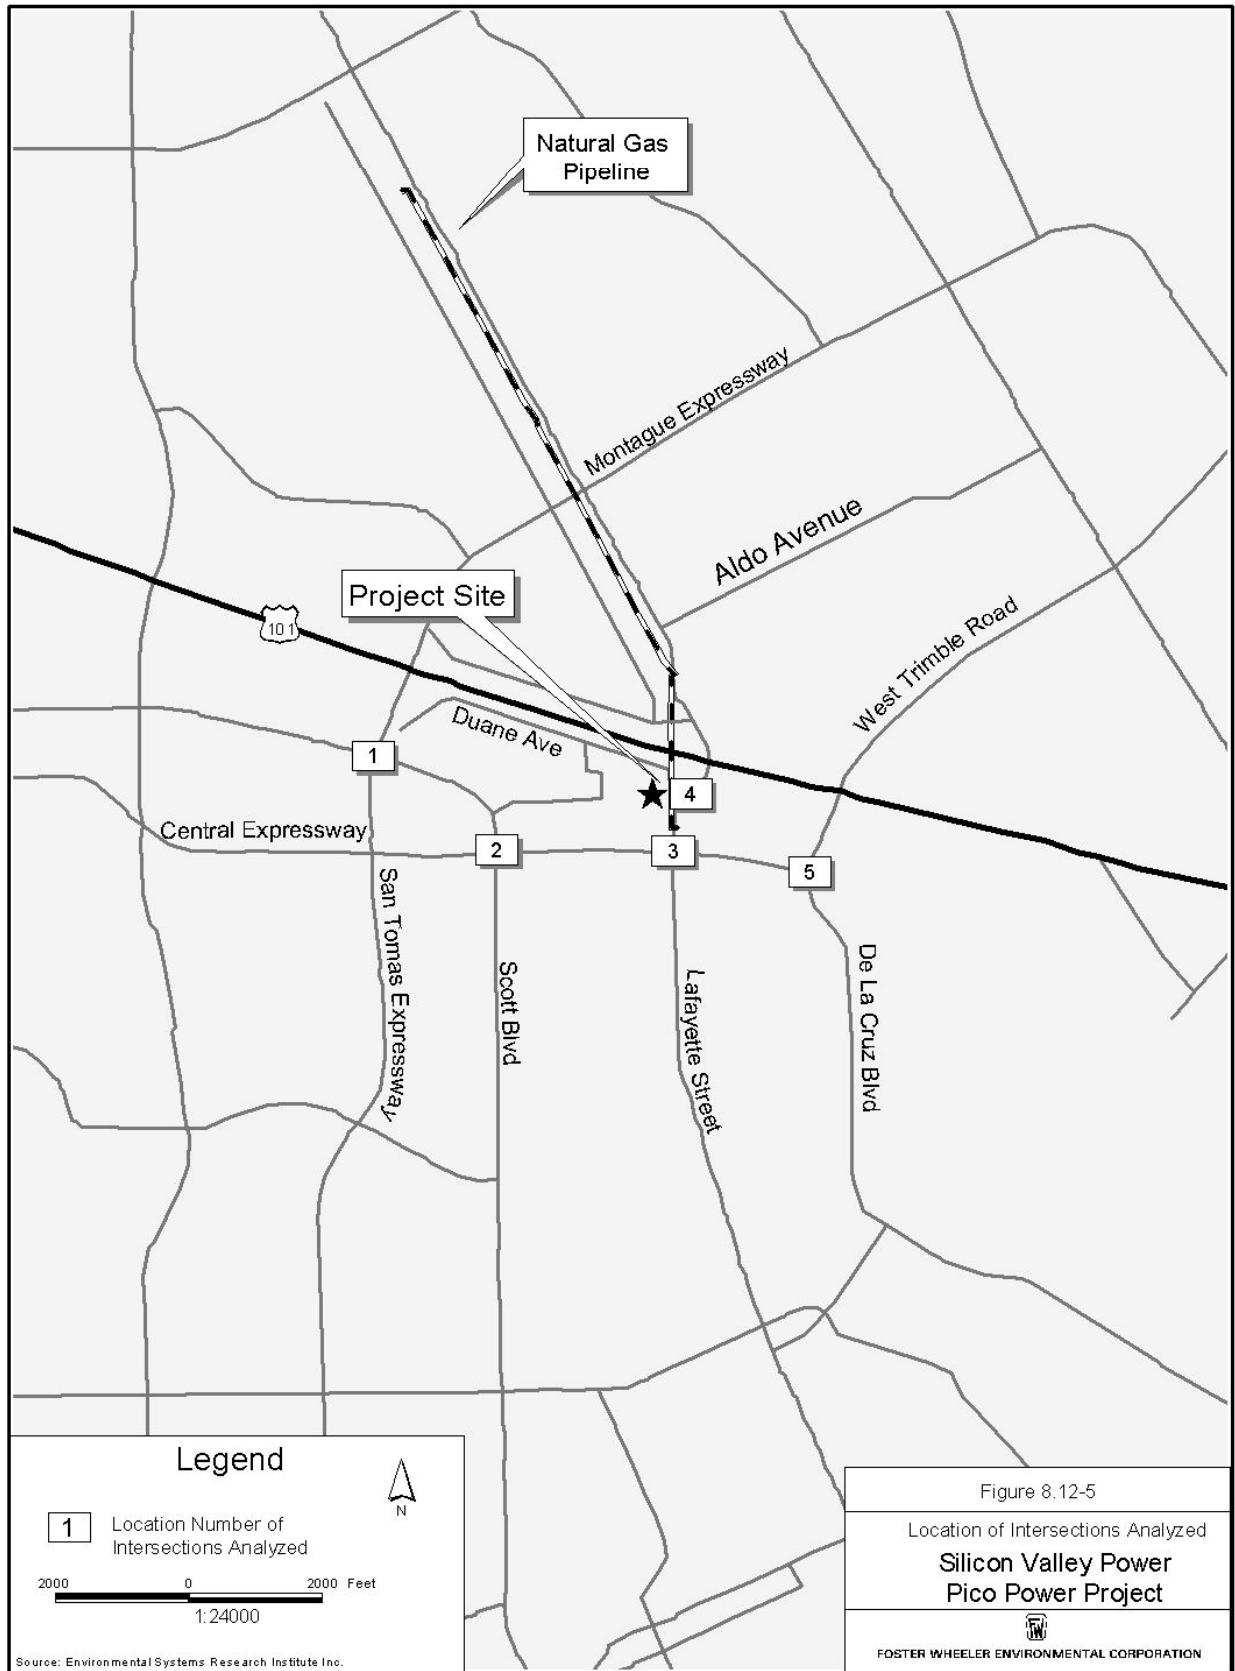 Natural Gas
Pipeline
Montague Expressway
Aldo Avenue
Project Site
101
West Trimble Road
Duane Ave
1
4
Central Expressway
2
3
5
San Tomas Expressway
Scott Blvd
Lafayette Street
De La Cruz Blvd
Legend
N
1
Location Number of
Intersections Analyzed
2000 0 2000 Feet
1:24000
Source: Environmental Systems Research Institute Inc.
Figure 8.12-5
Location of Intersections Analyzed
Silicon Valley Power
Pico Power Project
FW
FOSTER WHEELER ENVIRONMENTAL CORPORATION